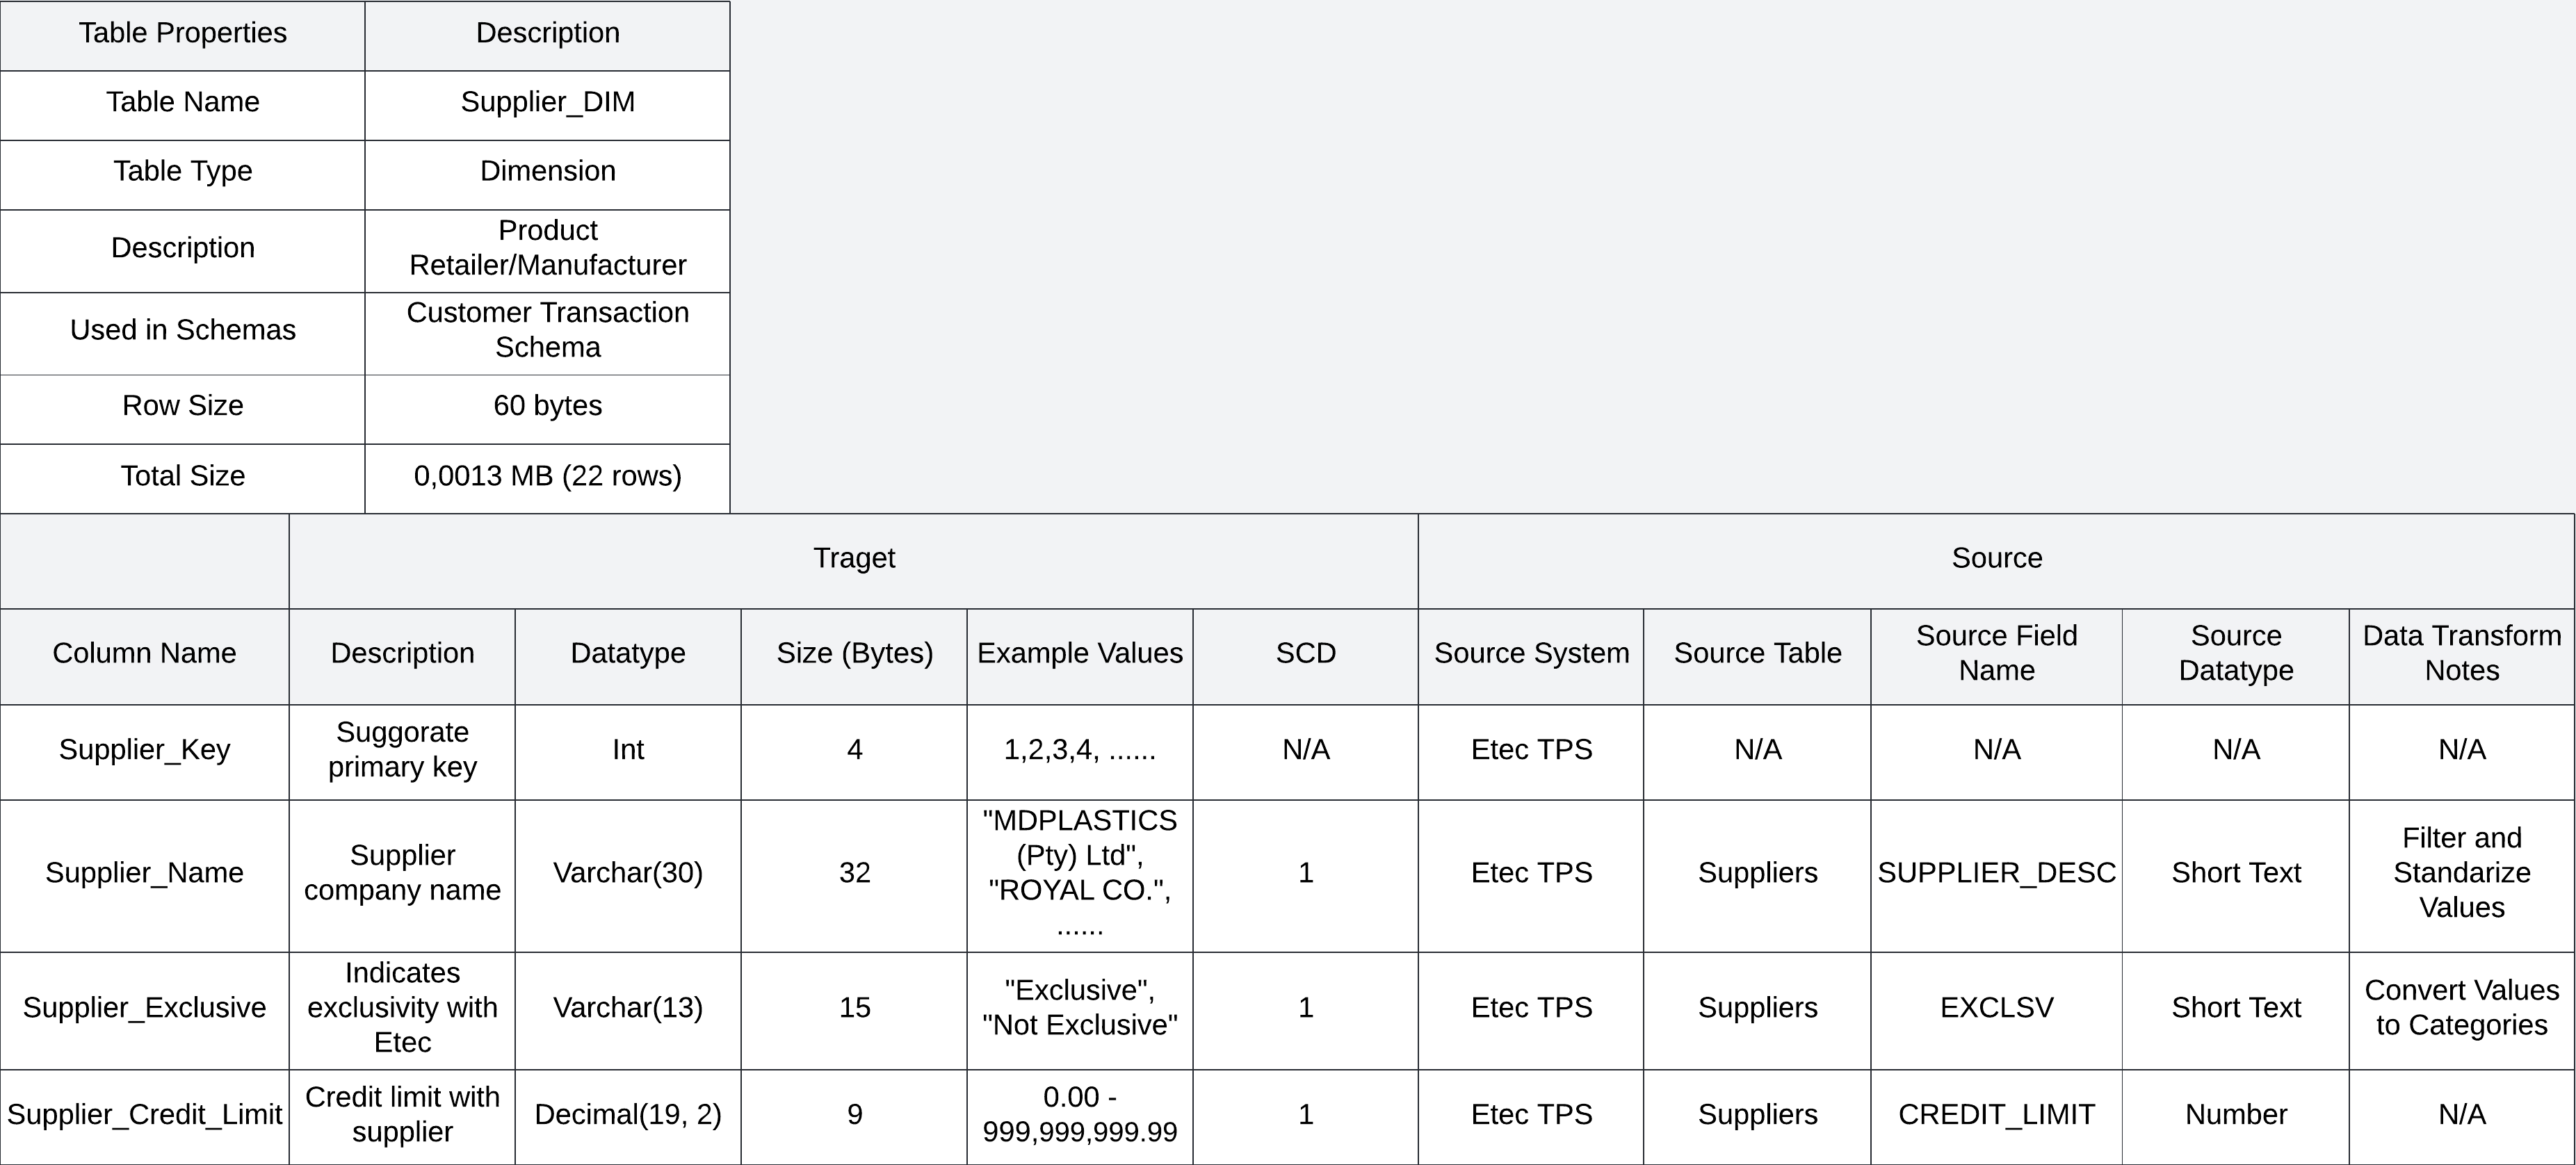 Table Properties
Description
Table Name
Supplier_DIM
Table Type
Dimension
Description
Product
Retailer/Manufacturer
Used in Schemas
Customer Transaction
Schema
Row Size
60 bytes
Total Size
0,0013 MB (22 rows)
Traget
Source
Column Name
Description
Datatype
Size (Bytes)
Example Values
SCD
Source System
Source Table
Source Field
Name
Source
Datatype
Data Transform
Notes
Supplier_Key
Suggorate
primary key
Int
4
1,2,3,4, ......
N/A
Etec TPS
N/A
N/A
N/A
N/A
Supplier_Name
Supplier
company name
Varchar(30)
32
"MDPLASTICS
(Pty) Ltd",
"ROYAL CO.",
......
1
Etec TPS
Suppliers
SUPPLIER_DESC
Short Text
Filter and
Standarize
Values
Supplier_Exclusive
Indicates
exclusivity with
Etec
Varchar(13)
15
"Exclusive",
"Not Exclusive"
1
Etec TPS
Suppliers
EXCLSV
Short Text
Convert Values
to Categories
Supplier_Credit_Limit
Credit limit with
supplier
Decimal(19, 2)
9
0.00 -
999,999,999.99
1
Etec TPS
Suppliers
CREDIT_LIMIT
Number
N/A